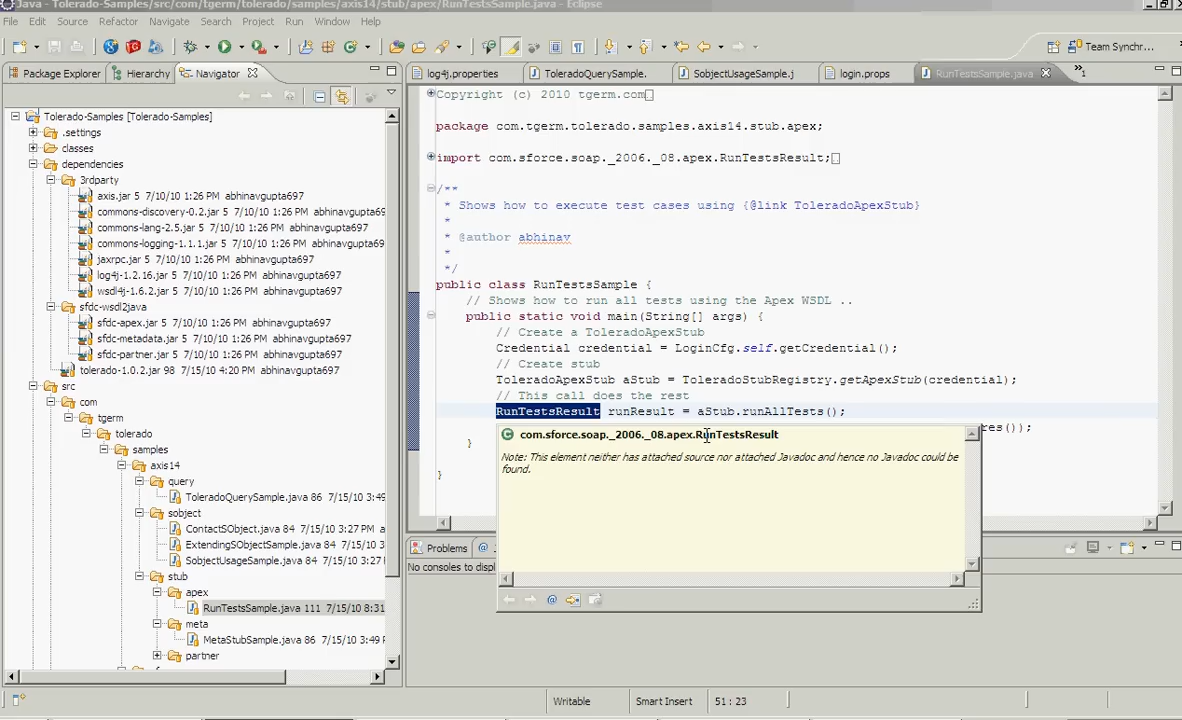 Java - Tolerado-Samples/src/com/tgerm/tolerado/samples/axis14/stub/apex/RunTestsSample.java - Eclipse
File Edit Source Refactor Navigate Search Project Run Window Help
Team Synchr...
Package Explorer Hierarchy Navigator
log4j.properties ToleradoQuerySample. SobjectUsageSample.j login.props RunTestsSample.java 1
Tolerado-Samples [Tolerado-Samples]
.settings
classes
dependencies
3rdparty
axis.jar 5 7/10/10 1:26 PM abhinavgupta697
commons-discovery-0.2.jar 5 7/10/10 1:26 PM
commons-lang-2.5.jar 5 7/10/10 1:26 PM abhinav
commons-logging-1.1.1.jar 5 7/10/10 1:26 PM
jaxrpc.jar 5 7/10/10 1:26 PM abhinavgupta697
log4j-1.2.16.jar 5 7/10/10 1:26 PM abhinavgupta
wsdl4j-1.6.2.jar 5 7/10/10 1:26 PM abhinavgupta
sfdc-wsdl2java
sfdc-apex.jar 5 7/10/10 1:26 PM abhinavgupta69
sfdc-metadata.jar 5 7/10/10 1:26 PM abhinavgup
sfdc-partner.jar 5 7/10/10 1:26 PM abhinavgupta
tolerado-1.0.2.jar 98 7/15/10 4:20 PM abhinavgupta697
src
com
tgerm
tolerado
samples
axis14
query
ToleradoQuerySample.java 86 7/15/10 3:49
sobject
ContactSObject.java 84 7/15/10 3:27 PM a
ExtendingSObjectSample.java 84 7/15/10 3:
SobjectUsageSample.java 84 7/15/10 3:27
stub
apex
RunTestsSample.java 111 7/15/10 8:31
meta
MetaStubSample.java 86 7/15/10 3:49 P
partner
Copyright (c) 2010 tgerm.com
package com.tgerm.tolerado.samples.axis14.stub.apex;
import com.sforce.soap._2006._08.apex.RunTestsResult;
/**
* Shows how to execute test cases using {@link ToleradoApexStub}
*
* @author abhinav
*
*/
public class RunTestsSample {
// Shows how to run all tests using the Apex WSDL ..
public static void main(String[] args) {
// Create a ToleradoApexStub
Credential credential = LoginCfg.self.getCredential();
// Create stub
ToleradoApexStub aStub = ToleradoStubRegistry.getApexStub(credential);
// This call does the rest
RunTestsResult runResult = aStub.runAllTests();
res());
}
}
com.sforce.soap._2006._08.apex.RunTestsResult
Note: This element neither has attached source nor attached Javadoc and hence no Javadoc could be
found.
Problems @
No consoles to displ
Writable Smart Insert 51 : 23